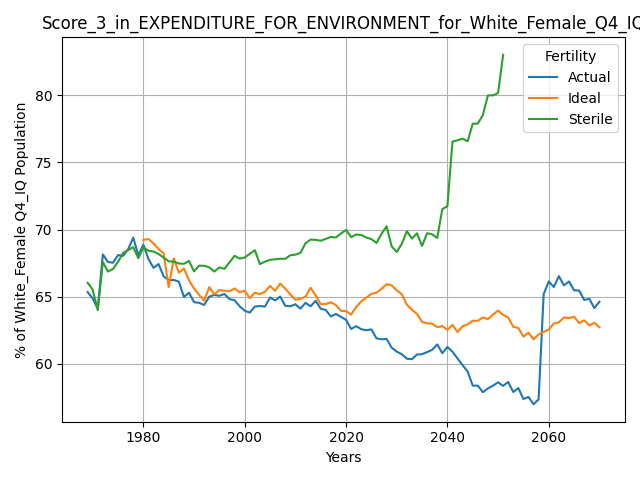 Score_3_in_EXPENDITURE_FOR_ENVIRONMENT_for_White_Female_Q4_IQ
Fertility
Actual
Ideal
Sterile
% of White_Female Q4_IQ Population
80
75
70
65
60
1980 2000 2020 2040 2060
Years